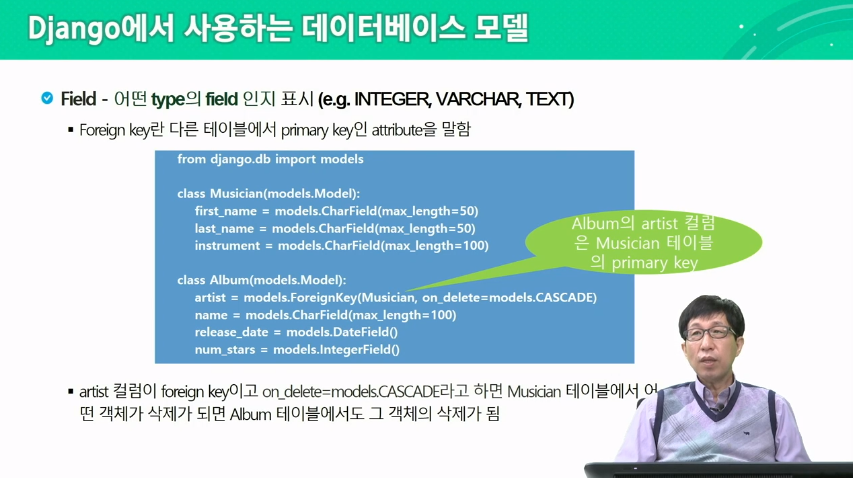 Django에서 사용하는 데이터베이스 모델
Field - 어떤 type의 field 인지 표시 (e.g. INTEGER, VARCHAR, TEXT)
▪ Foreign key란 다른 테이블에서 primary key인 attribute을 말함
from django.db import models
class Musician(models.Model):
first_name = models.CharField(max_length=50)
last_name = models.CharField(max_length=50)
instrument = models.CharField(max_length=100)
Album의 artist 컬럼
은 Musician 테이블
의 primary key
class Album(models.Model):
artist = models.ForeignKey(Musician, on_delete=models.CASCADE)
name = models.CharField(max_length=100)
release_date = models.DateField()
num_stars = models.IntegerField()
▪ artist 컬럼이 foreign key이고 on_delete=models.CASCADE라고 하면 Musician 테이블에서 어
떤 객체가 삭제가 되면 Album 테이블에서도 그 객체의 삭제가 됨